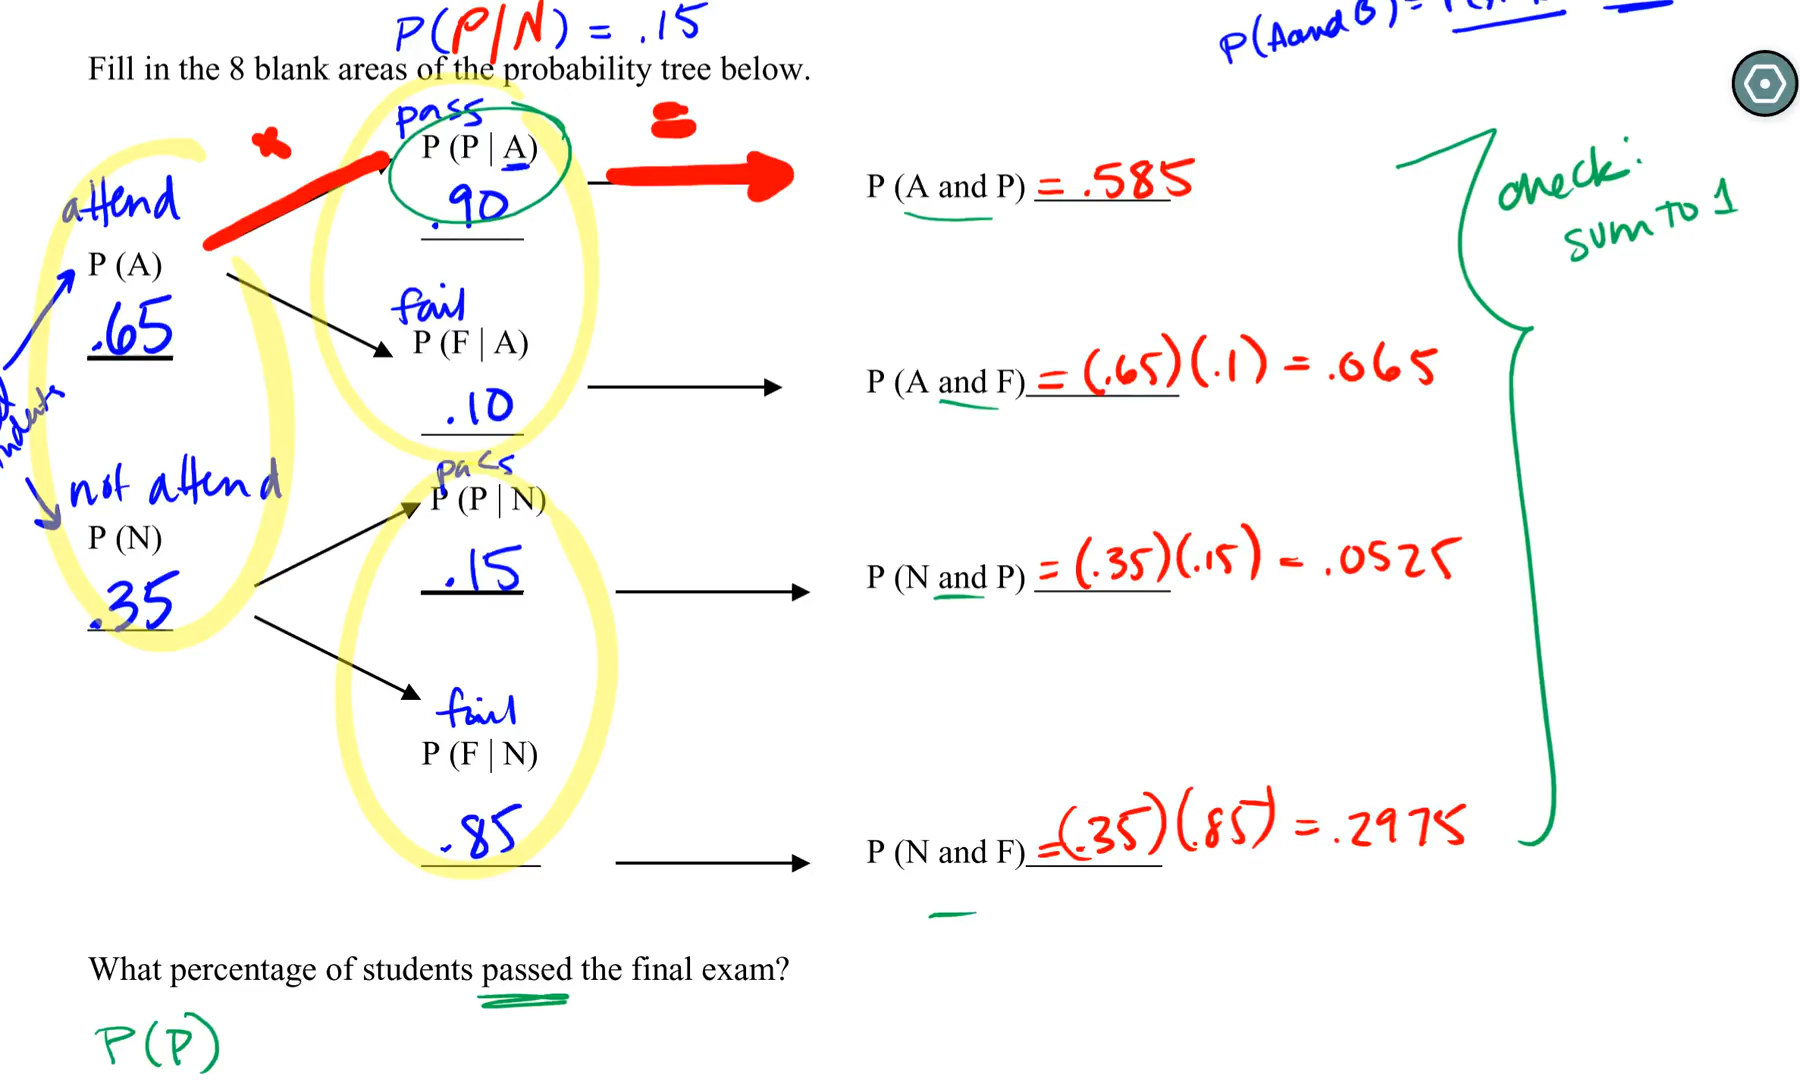 P(P/N) = .15
P(A and B) =
Fill in the 8 blank areas of the probability tree below.
pass
P (P | A)
.90
=
P (A and P) = .585
check:
sum to 1
attend
P (A)
.65
fail
P (F | A)
.10
P (A and F) = (.65)(.1) = .065
not attend
P (N)
.35
pass
P (P | N)
.15
P (N and P) = (.35)(.15) = .0525
fail
P (F | N)
.85
P (N and F) =(.35)(.85) = .2975
What percentage of students passed the final exam?
P(P)